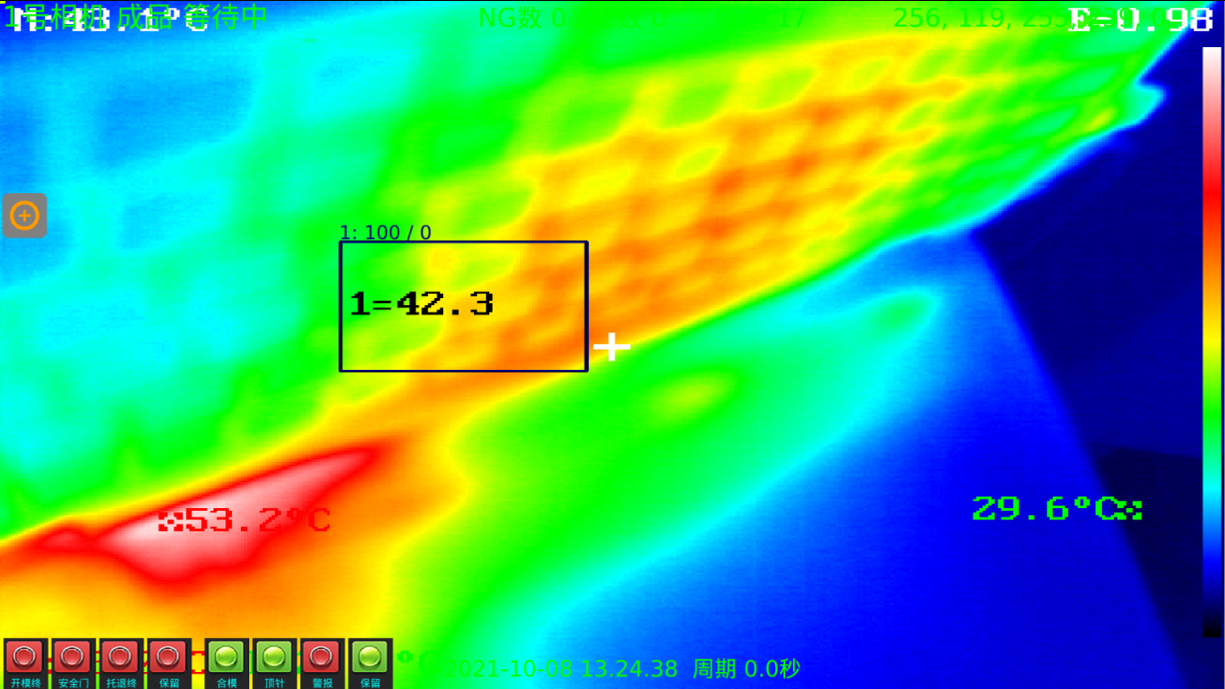 1号相机 成品 等待中
NG数 0
17
256, 119, 255,
E=0.98
1: 100 / 0
1=42.3
53.2°C
29.6°C
2021-10-08 13.24.38 周期 0.0秒
开模终 安全门 托退终 保留 合模 顶针 警报 保留